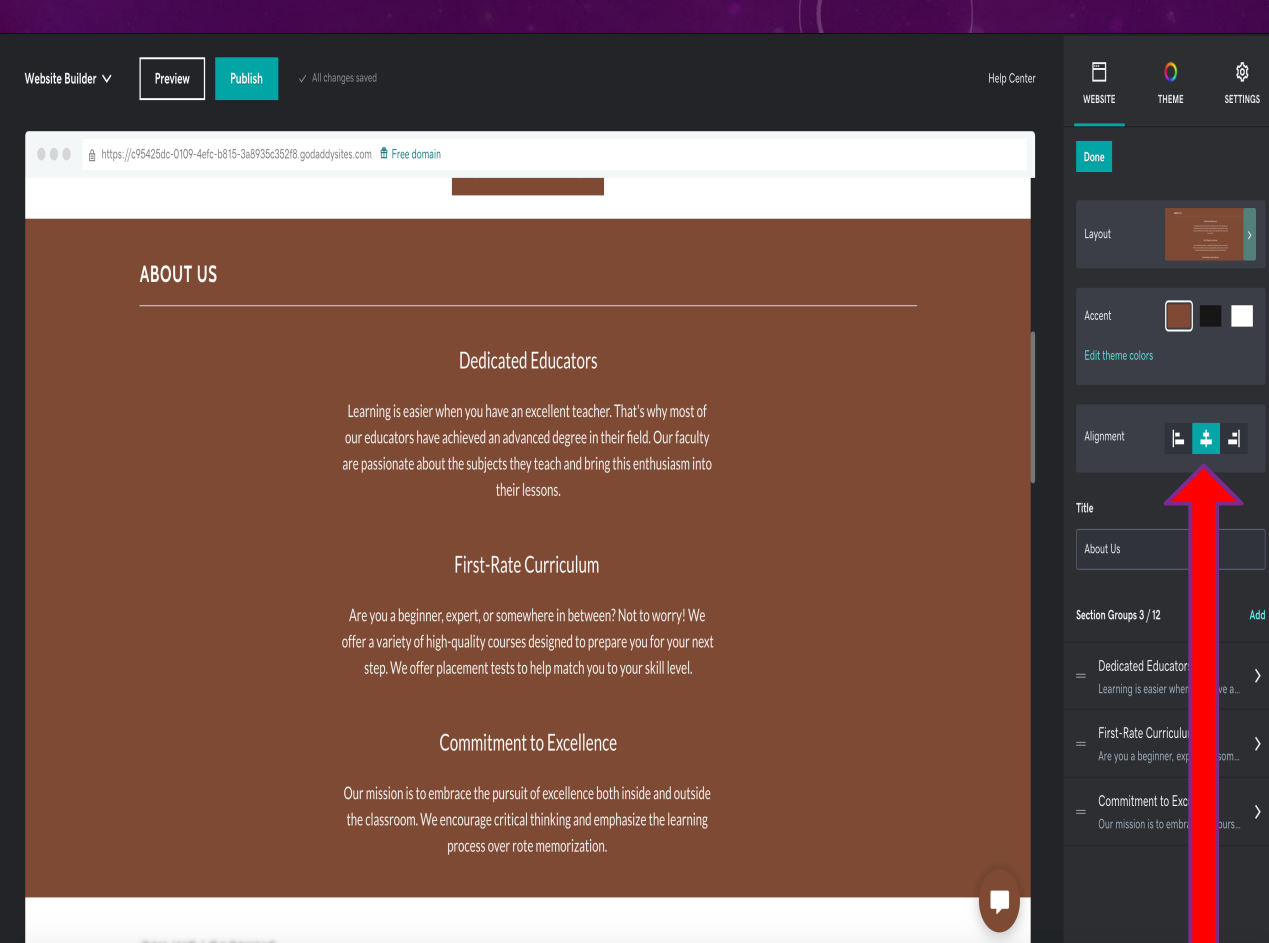 Website Builder
Preview
Publish
All changes saved
Help Center
WEBSITE
THEME
SETTINGS
https://c95425dc-0109-4efc-b815-3a8935c352f8.godaddysites.com
Free domain
Done
Layout
ABOUT US
Accent
Edit theme colors
Dedicated Educators
Learning is easier when you have an excellent teacher. That's why most of
our educators have achieved an advanced degree in their field. Our faculty
are passionate about the subjects they teach and bring this enthusiasm into
their lessons.
First-Rate Curriculum
Are you a beginner, expert, or somewhere in between? Not to worry! We
offer a variety of high-quality courses designed to prepare you for your next
step. We offer placement tests to help match you to your skill level.
Commitment to Excellence
Our mission is to embrace the pursuit of excellence both inside and outside
the classroom. We encourage critical thinking and emphasize the learning
process over rote memorization.
Alignment
Title
About Us
Section Groups 3 / 12
Add
Dedicated Educators
Learning is easier when a...
First-Rate
Are you a beginner, som...
Commitment to
Our mission is to